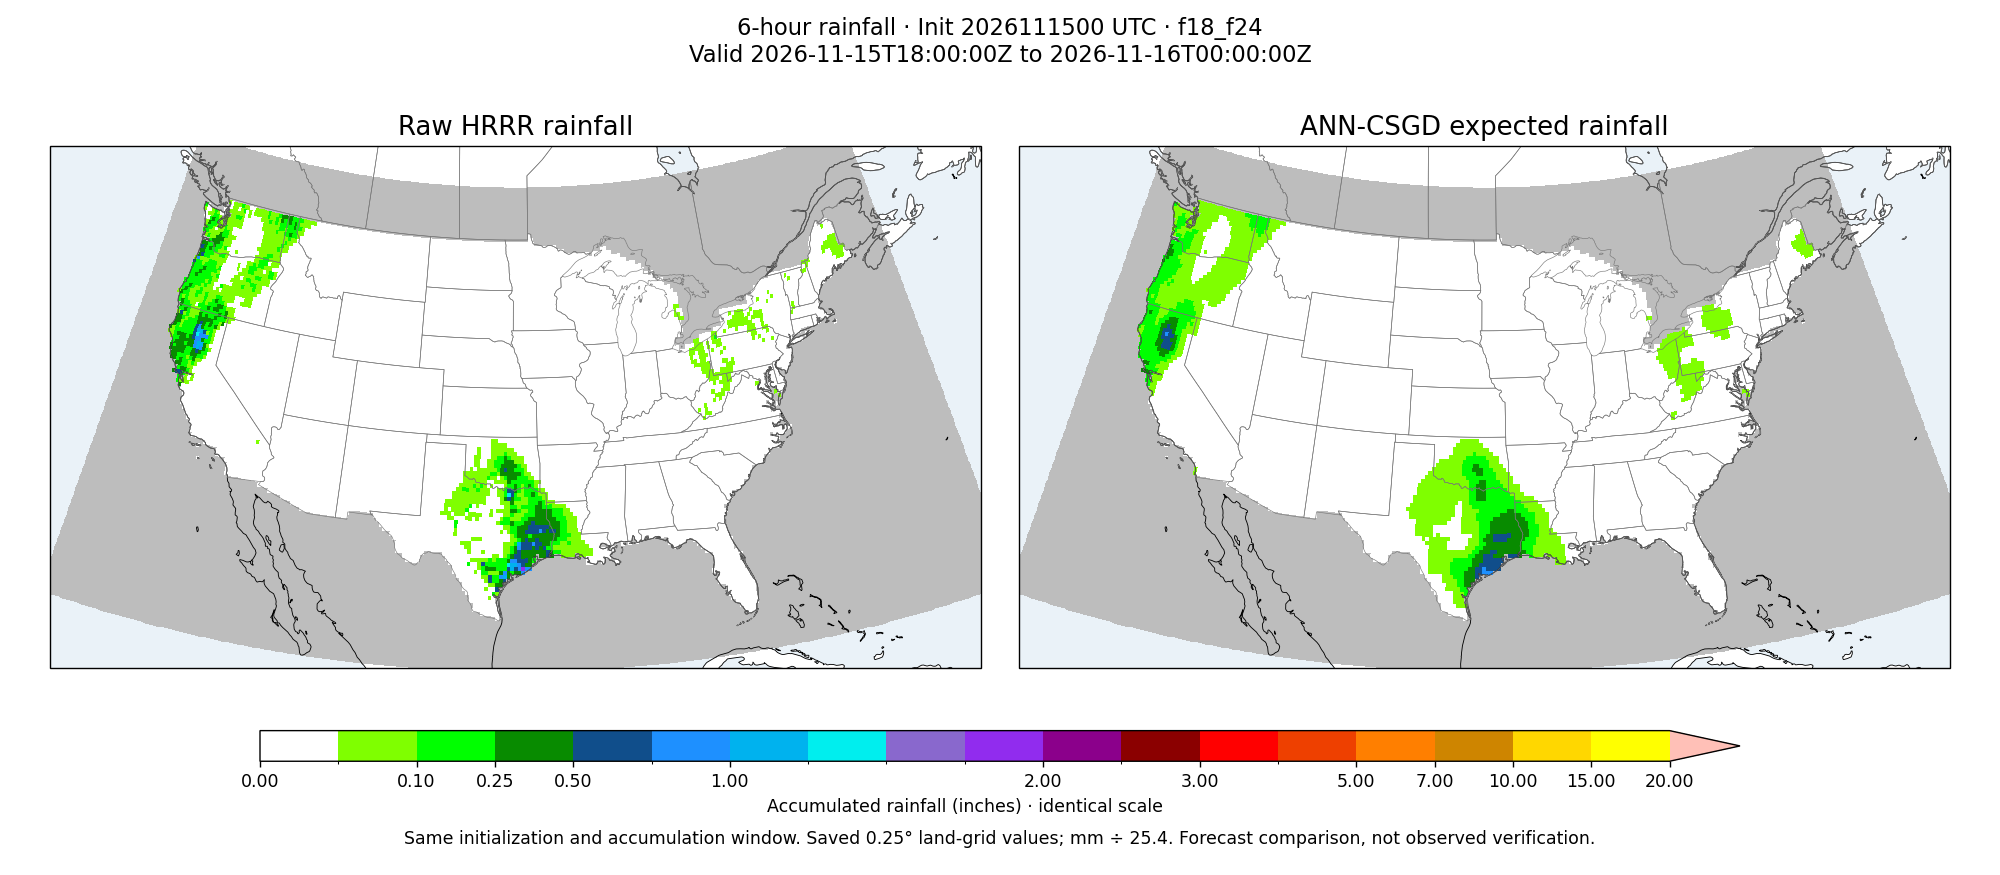 6-hour rainfall · Init 2026111500 UTC · f18_f24
Valid 2026-11-15T18:00:00Z to 2026-11-16T00:00:00Z
Raw HRRR rainfall
ANN-CSGD expected rainfall
0.00 0.10 0.25 0.50 1.00 2.00 3.00 5.00 7.00 10.00 15.00 20.00
Accumulated rainfall (inches) · identical scale
Same initialization and accumulation window. Saved 0.25° land-grid values; mm ÷ 25.4. Forecast comparison, not observed verification.